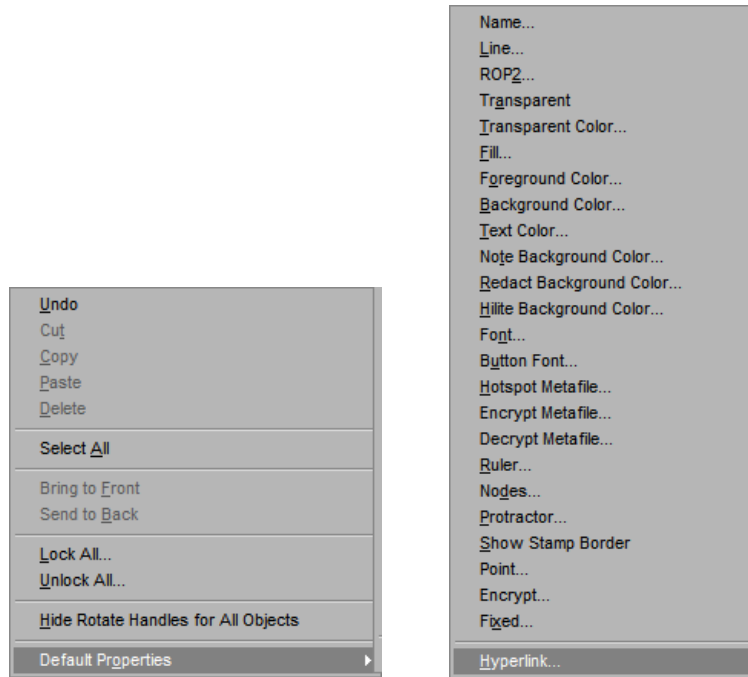 Undo
Cut
Copy
Paste
Delete
Select All
Bring to Front
Send to Back
Lock All...
Unlock All...
Hide Rotate Handles for All Objects
Default Properties
Name...
Line...
ROP2...
Transparent
Transparent Color...
Fill...
Foreground Color...
Background Color...
Text Color...
Note Background Color...
Redact Background Color...
Hilite Background Color...
Font...
Button Font...
Hotspot Metafile...
Encrypt Metafile...
Decrypt Metafile...
Ruler...
Nodes...
Protractor...
Show Stamp Border
Point...
Encrypt...
Fixed...
Hyperlink...